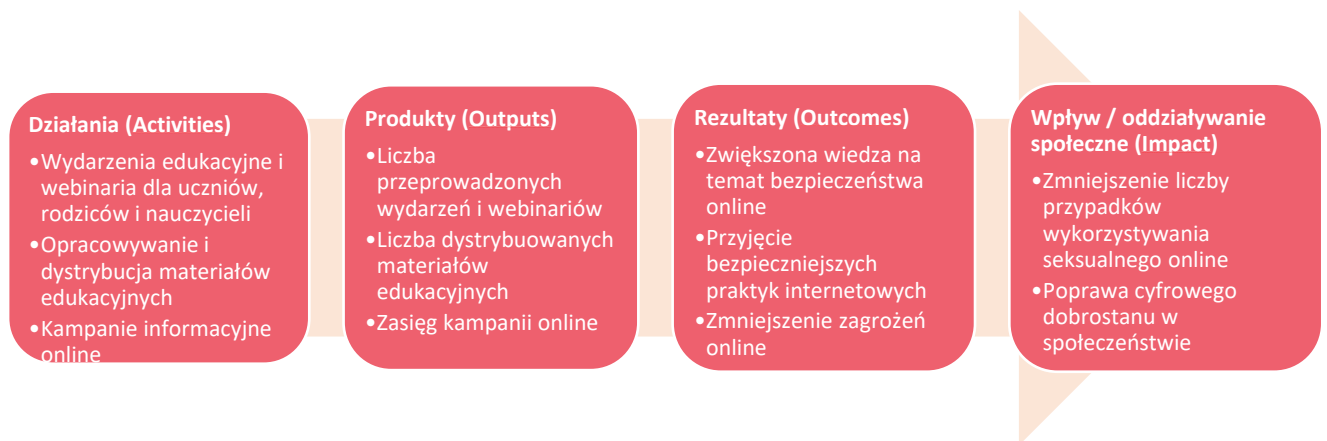 Działania (Activities)
•Wydarzenia edukacyjne i
webinaria dla uczniów,
rodziców i nauczycieli
•Opracowywanie i
dystrybucja materiałów
edukacyjnych
•Kampanie informacyjne
online
Produkty (Outputs)
•Liczba
przeprowadzonych
wydarzeń i webinariów
•Liczba dystrybuowanych
materiałów
edukacyjnych
•Zasięg kampanii online
Rezultaty (Outcomes)
•Zwiększona wiedza na
temat bezpieczeństwa
online
•Przyjęcie
bezpieczniejszych
praktyk internetowych
•Zmniejszenie zagrożeń
online
Wpływ / oddziaływanie
społeczne (Impact)
•Zmniejszenie liczby
przypadków
wykorzystywania
seksualnego online
•Poprawa cyfrowego
dobrostanu w
społeczeństwie